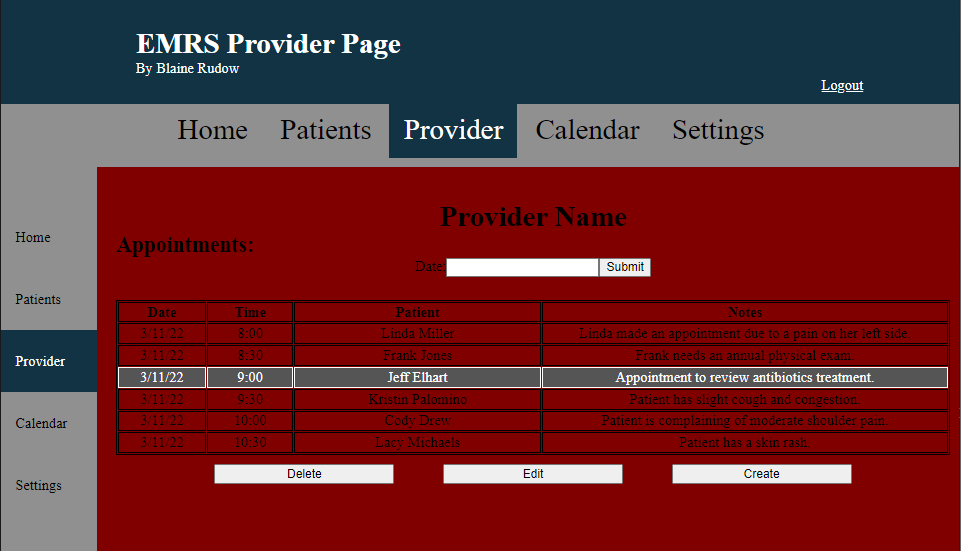 EMRS Provider Page
By Blaine Rudow
Logout
Home Patients Provider Calendar Settings
Home
Patients
Provider
Calendar
Settings
Provider Name
Appointments:
Date: Submit
Date Time Patient Notes
3/11/22 8:00 Linda Miller Linda made an appointment due to a pain on her left side.
3/11/22 8:30 Frank Jones Frank needs an annual physical exam.
3/11/22 9:00 Jeff Elhart Appointment to review antibiotics treatment.
3/11/22 9:30 Kristin Palomino Patient has slight cough and congestion.
3/11/22 10:00 Cody Drew Patient is complaining of moderate shoulder pain.
3/11/22 10:30 Lacy Michaels Patient has a skin rash.
Delete Edit Create